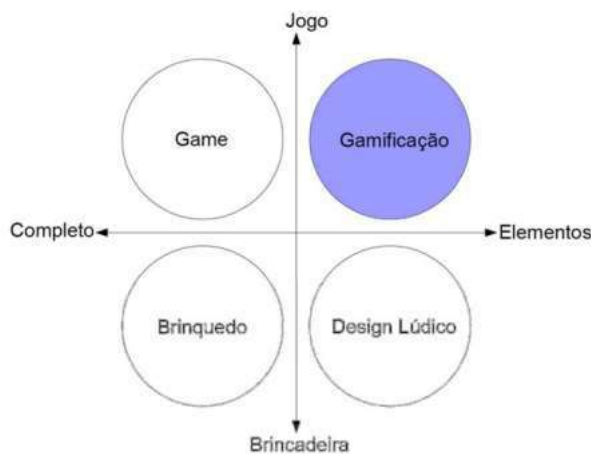 Jogo
Game
Gamificação
Completo
Elementos
Brinquedo
Design Lúdico
Brincadeira